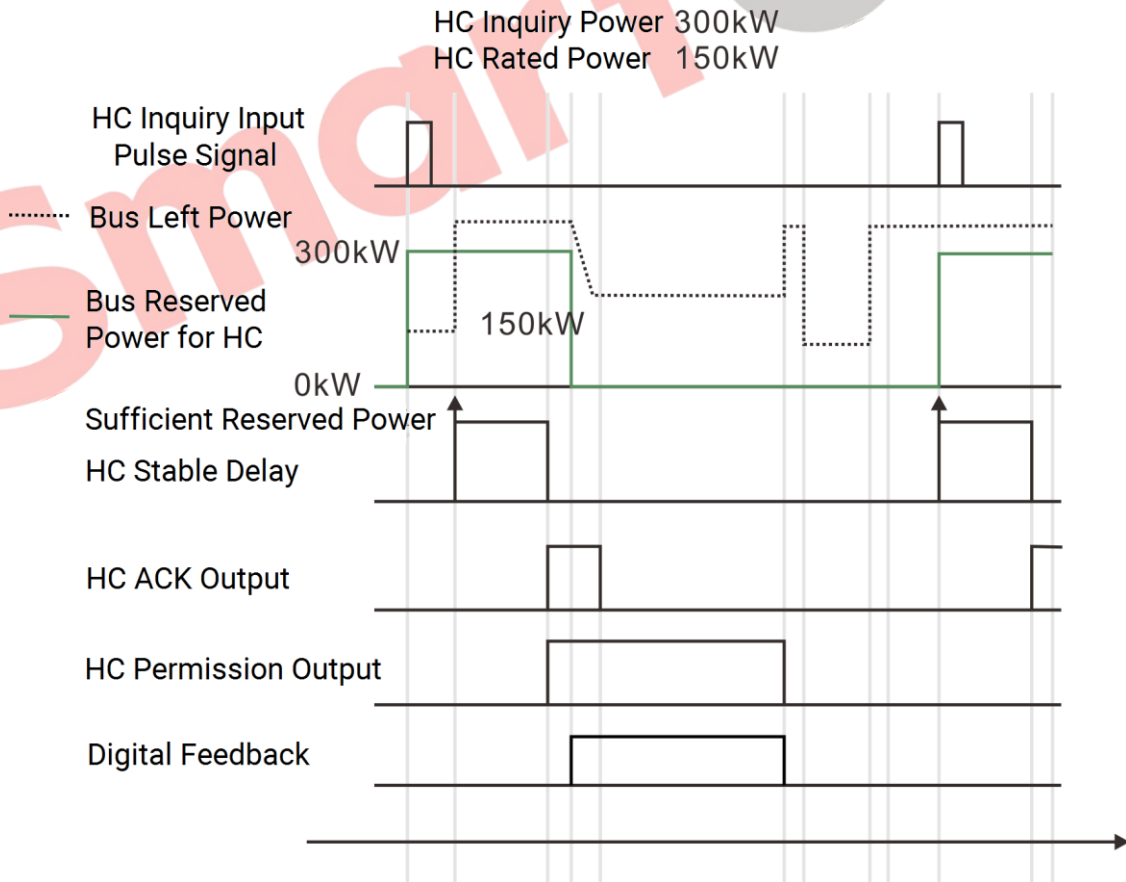 HC Inquiry Power 300kW
HC Rated Power 150kW
HC Inquiry Input
Pulse Signal
Bus Left Power
300kW
Bus Reserved
Power for HC
150kW
0kW
Sufficient Reserved Power
HC Stable Delay
HC ACK Output
HC Permission Output
Digital Feedback
Smart